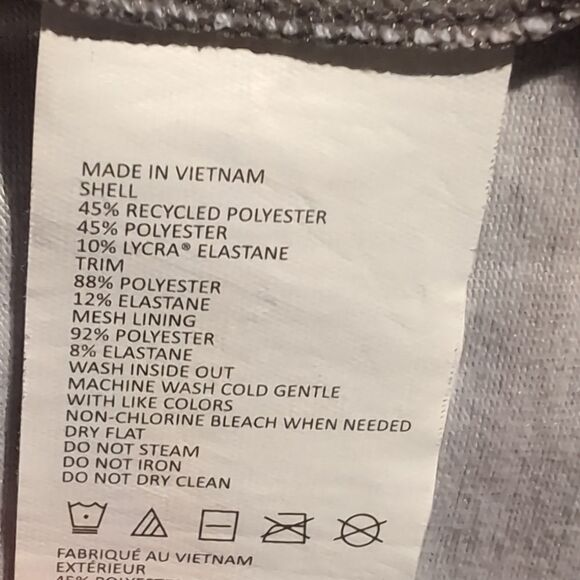 MADE IN VIETNAM
SHELL
45% RECYCLED POLYESTER
45% POLYESTER
10% LYCRA® ELASTANE
TRIM
88% POLYESTER
12% ELASTANE
MESH LINING
92% POLYESTER
8% ELASTANE
WASH INSIDE OUT
MACHINE WASH COLD GENTLE
WITH LIKE COLORS
NON-CHLORINE BLEACH WHEN NEEDED
DRY FLAT
DO NOT STEAM
DO NOT IRON
DO NOT DRY CLEAN
FABRIQUÉ AU VIETNAM
EXTÉRIEUR